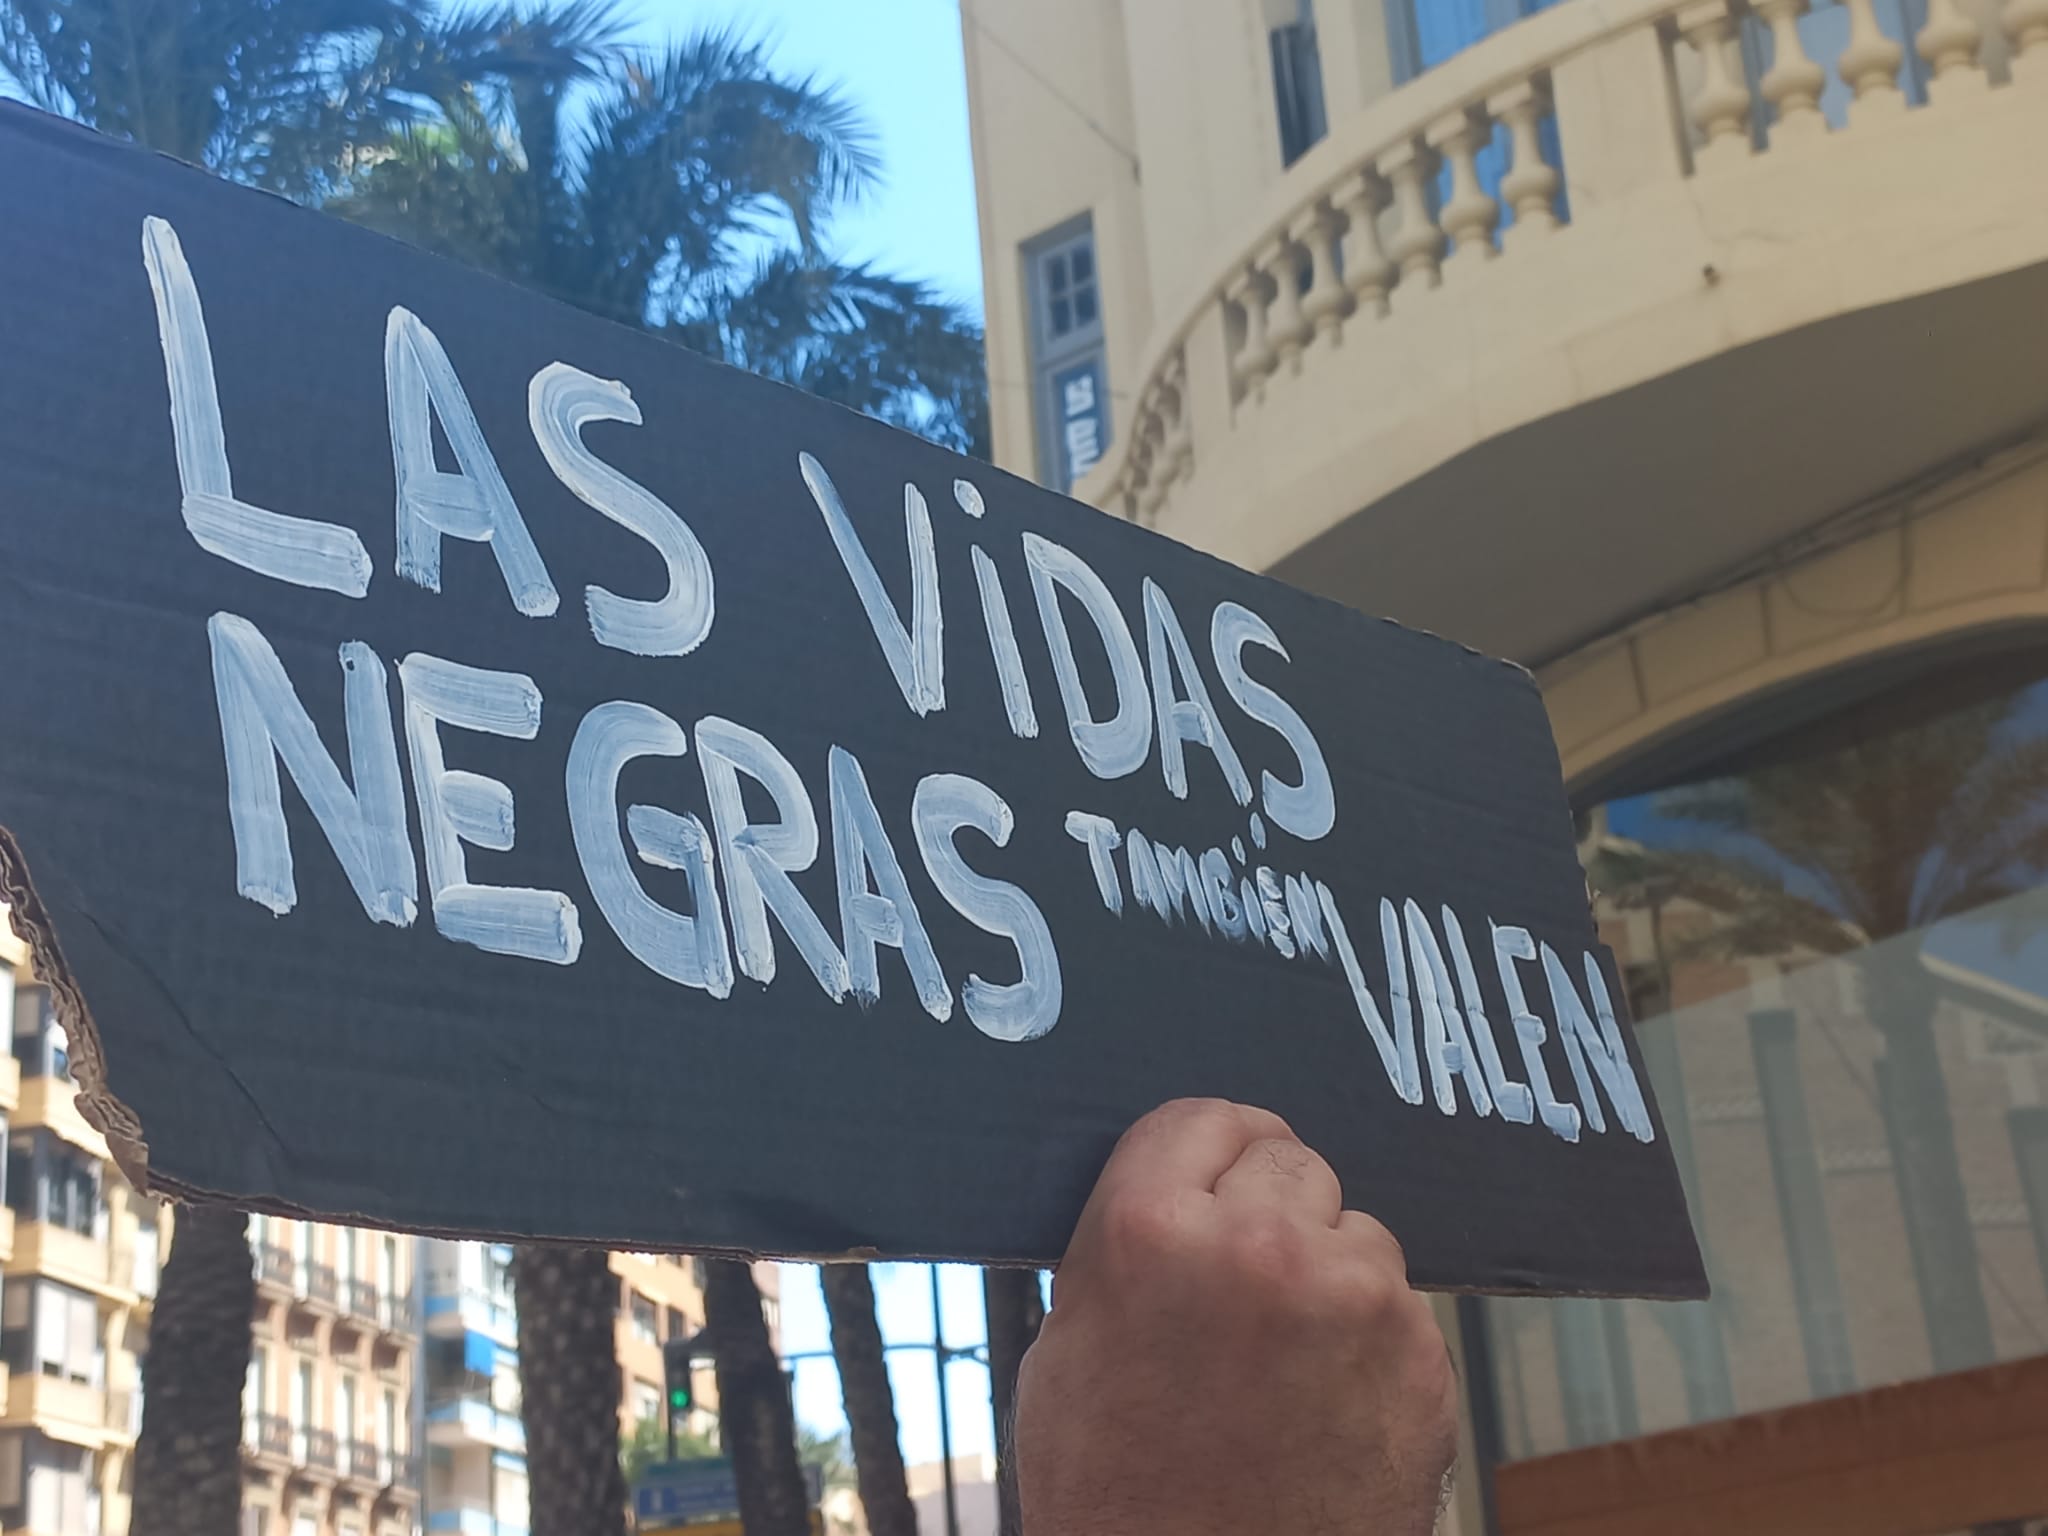 LAS ViDAS
NEGRAS TAMBiÉN VALEN